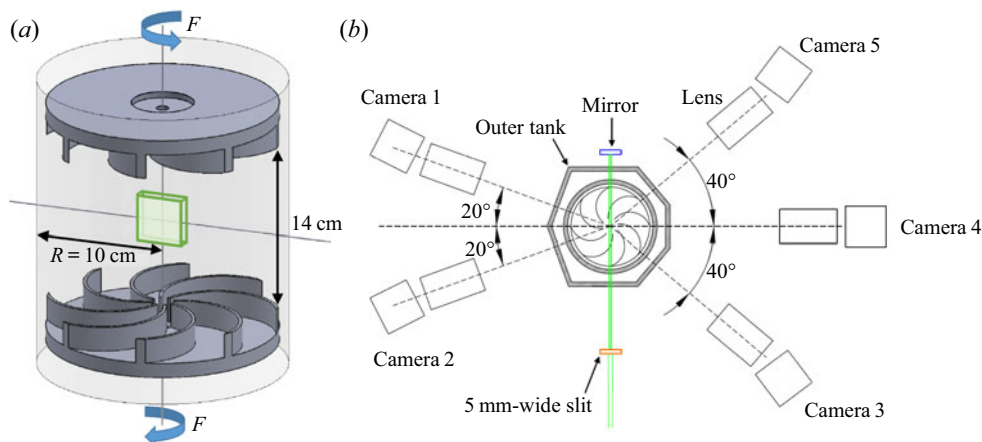 (a)
F
14 cm
R = 10 cm
F
(b)
Camera 5
Camera 1
Mirror
Lens
Outer tank
40°
20°
20°
Camera 4
40°
Camera 2
5 mm-wide slit
Camera 3